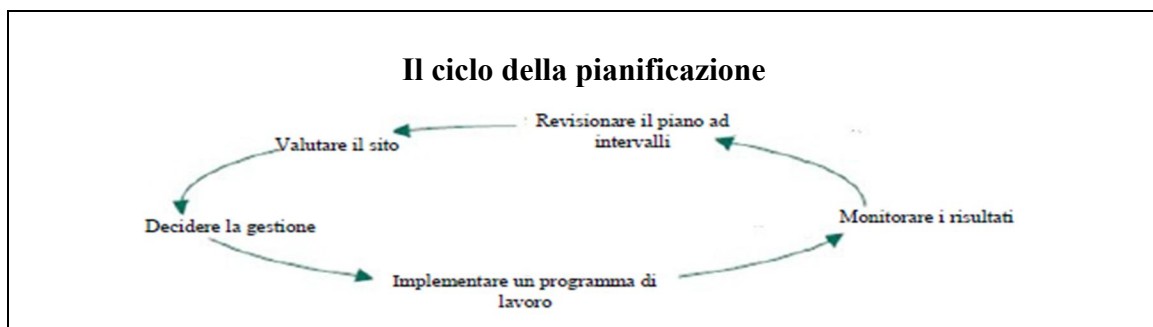 Il ciclo della pianificazione
Revisionare il piano ad
intervalli
Valutare il sito
Decidere la gestione
Monitorare i risultati
Implementare un programma di
lavoro